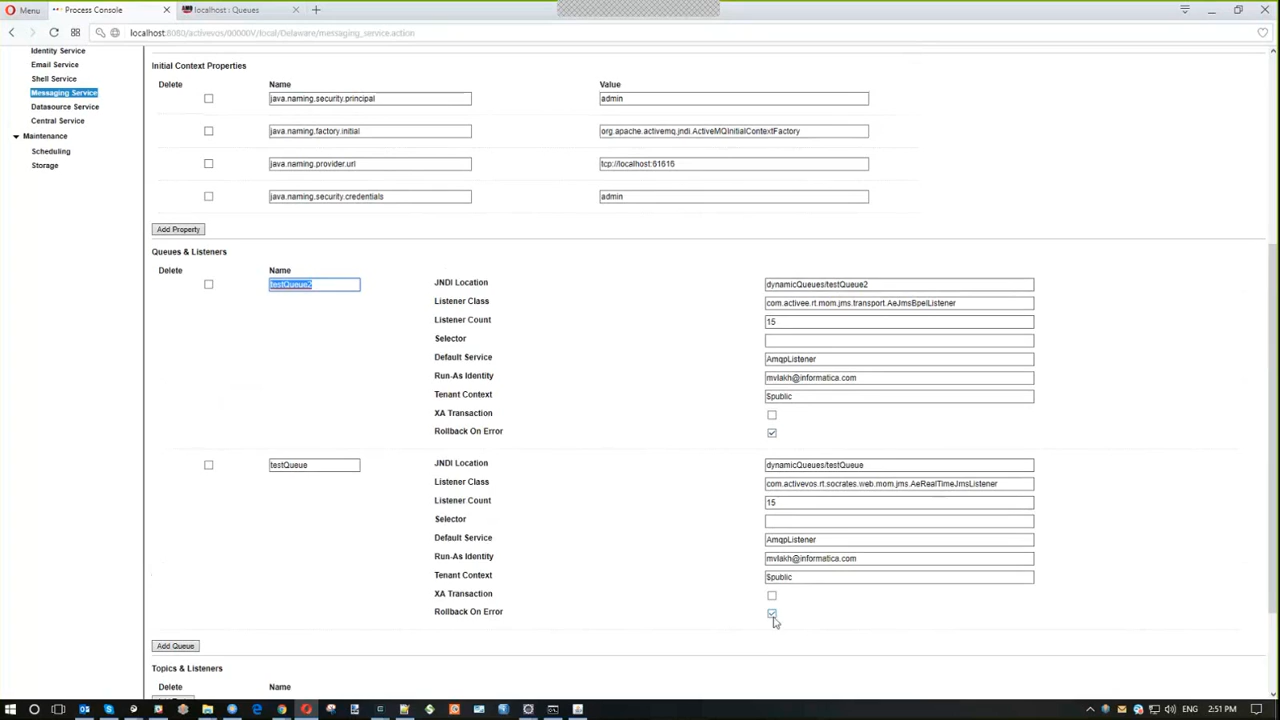 Menu
Process Console
localhost : Queues
localhost:8080/activevos/00000V/local/Delaware/messaging_service.action
Identity Service
Email Service
Shell Service
Messaging Service
Datasource Service
Central Service
Maintenance
Scheduling
Storage
Initial Context Properties
Delete Name Value
java.naming.security.principal admin
java.naming.factory.initial org.apache.activemq.jndi.ActiveMQInitialContextFactory
java.naming.provider.url tcp://localhost:61616
java.naming.security.credentials admin
Add Property
Queues & Listeners
Delete Name
testQueue2 JNDI Location dynamicQueues/testQueue2
Listener Class com.activee.rt.mom.jms.transport.AeJmsBpelListener
Listener Count 15
Selector
Default Service AmqpListener
Run-As Identity mvlakh@informatica.com
Tenant Context $public
XA Transaction
Rollback On Error
testQueue JNDI Location dynamicQueues/testQueue
Listener Class com.activevos.rt.socrates.web.mom.jms.AeRealTimeJmsListener
Listener Count 15
Selector
Default Service AmqpListener
Run-As Identity mvlakh@informatica.com
Tenant Context $public
XA Transaction
Rollback On Error
Add Queue
Topics & Listeners
Delete Name
ENG 2:51 PM